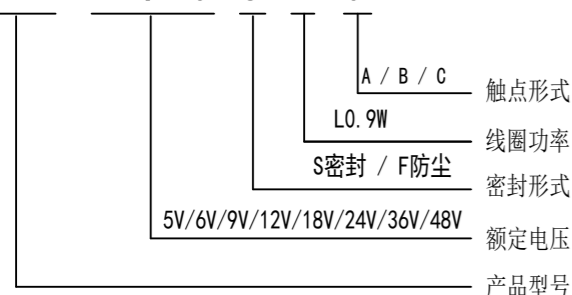 A / B / C
触点形式
L0.9W
线圈功率
S密封 / F防尘
密封形式
5V/6V/9V/12V/18V/24V/36V/48V
额定电压
产品型号